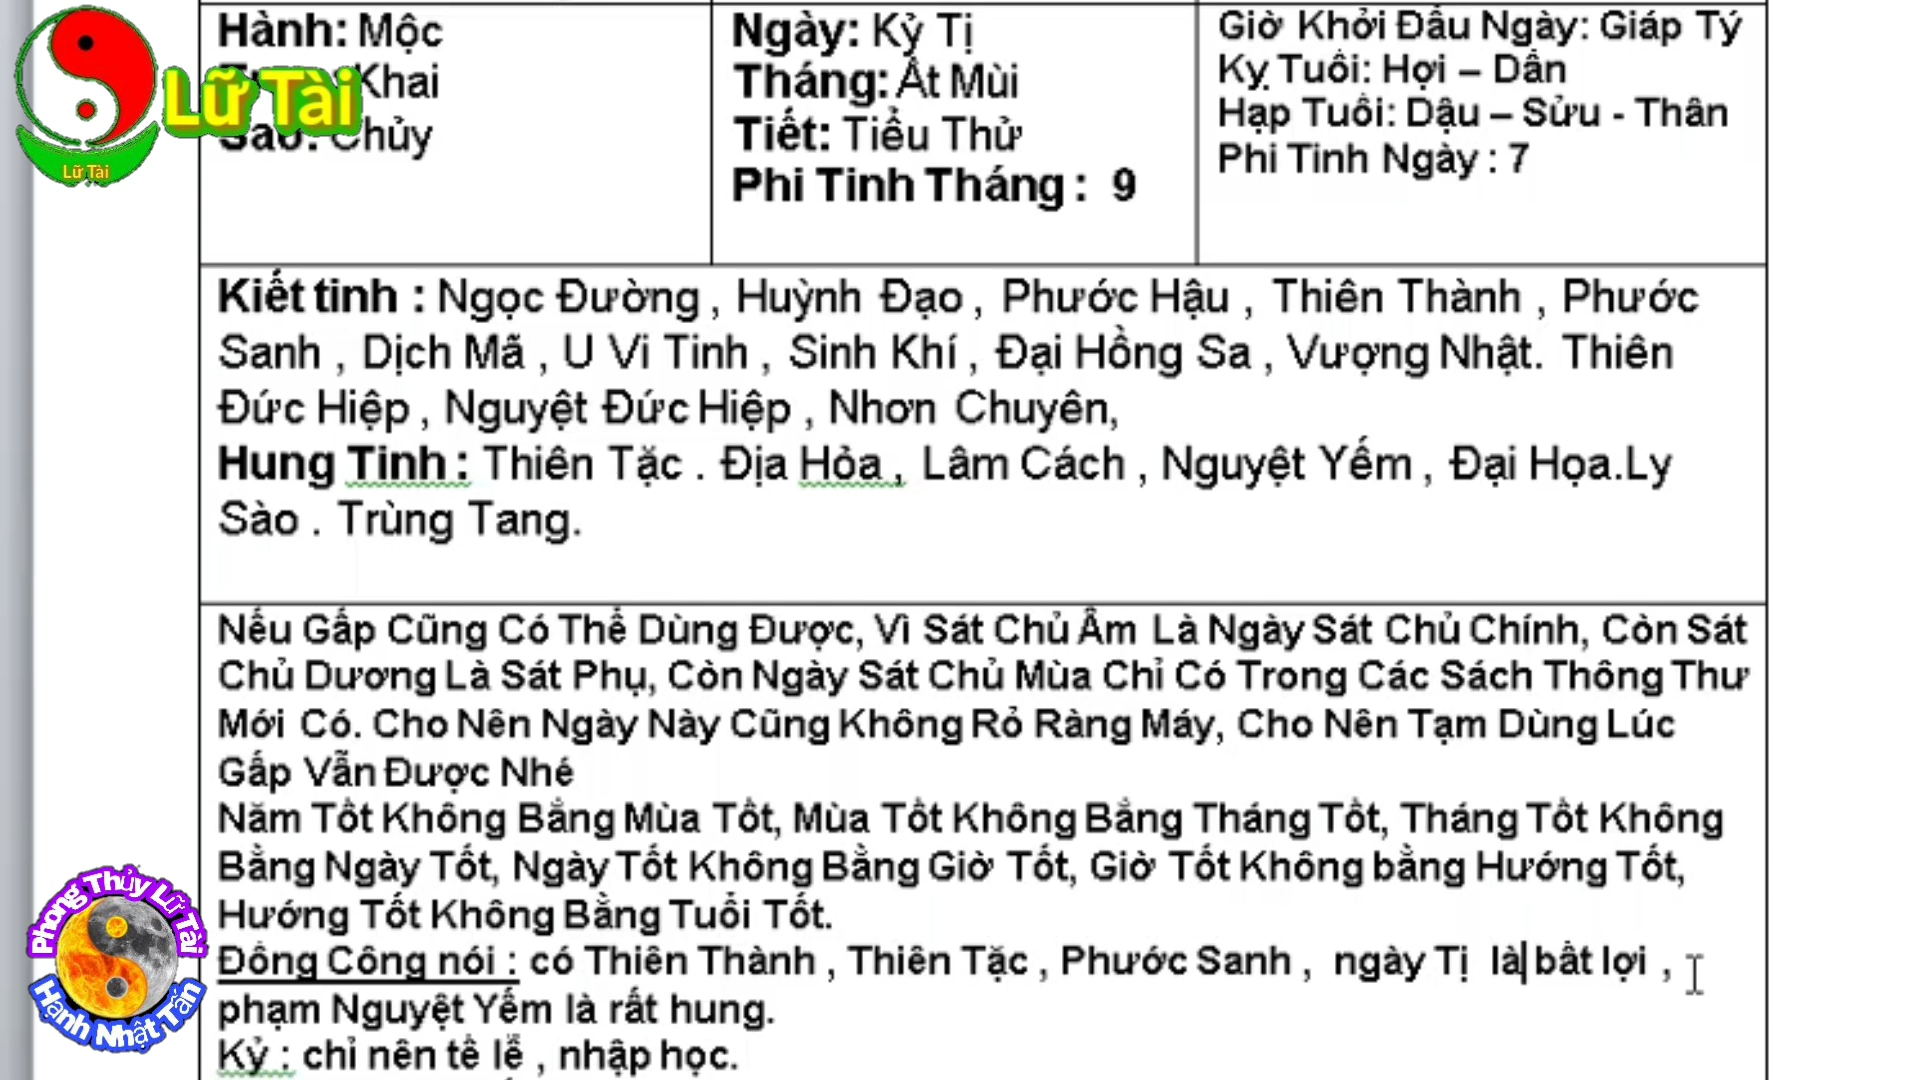 Hành: Mộc
Khai
Sao: Chủy
Ngày: Kỷ Tị
Tháng: Ất Mùi
Tiết: Tiểu Thử
Phi Tinh Tháng : 9
Giờ Khởi Đầu Ngày: Giáp Tý
Kỵ Tuổi: Hợi – Dần
Hạp Tuổi: Dậu – Sửu - Thân
Phi Tinh Ngày : 7
Lữ Tài
Lữ Tài
Kiết tinh : Ngọc Đường , Huỳnh Đạo , Phước Hậu , Thiên Thành , Phước
Sanh , Dịch Mã , U Vi Tinh , Sinh Khí , Đại Hồng Sa , Vượng Nhật. Thiên
Đức Hiệp , Nguyệt Đức Hiệp , Nhơn Chuyên,
Hung Tinh : Thiên Tặc . Địa Hỏa , Lâm Cách , Nguyệt Yếm , Đại Họa.Ly
Sào . Trùng Tang.
Nếu Gấp Cũng Có Thể Dùng Được, Vì Sát Chủ Âm Là Ngày Sát Chủ Chính, Còn Sát
Chủ Dương Là Sát Phụ, Còn Ngày Sát Chủ Mùa Chỉ Có Trong Các Sách Thông Thư
Mới Có. Cho Nên Ngày Này Cũng Không Rỏ Ràng Máy, Cho Nên Tạm Dùng Lúc
Gấp Vẫn Được Nhé
Năm Tốt Không Bằng Mùa Tốt, Mùa Tốt Không Bằng Tháng Tốt, Tháng Tốt Không
Bằng Ngày Tốt, Ngày Tốt Không Bằng Giờ Tốt, Giờ Tốt Không bằng Hướng Tốt,
Hướng Tốt Không Bằng Tuổi Tốt.
Đổng Công nói : có Thiên Thành , Thiên Tặc , Phước Sanh , ngày Tị là bất lợi ,
phạm Nguyệt Yếm là rất hung.
Kỷ : chỉ nên tế lễ , nhập học.
Phong Thủy Lữ Tài
Hạnh Nhật Tấn